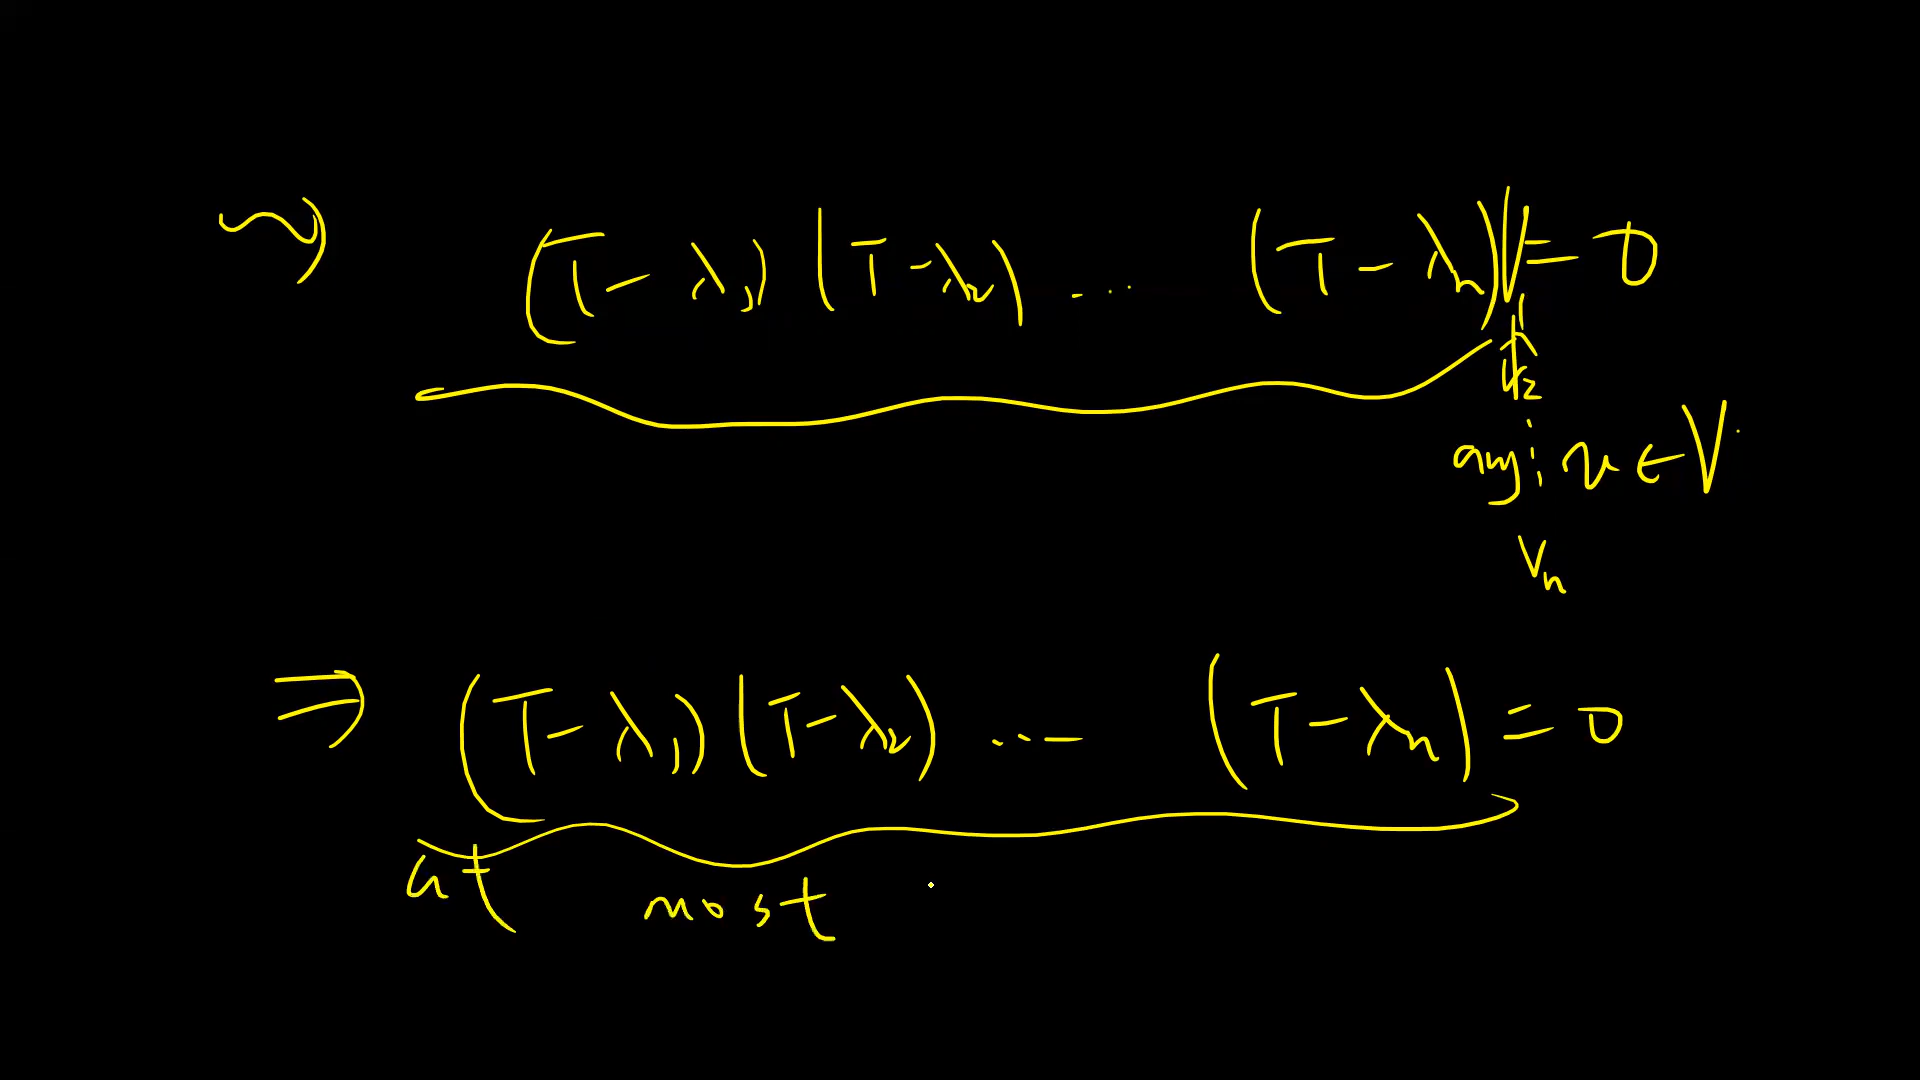 ⇝ (T-λ₁)(T-λ₂) ... (T-λₙ)V₁ = 0
V₂
any v ∈ V
⋮
Vₙ
⇒ (T-λ₁)(T-λ₂) ... (T-λₙ) = 0
at most